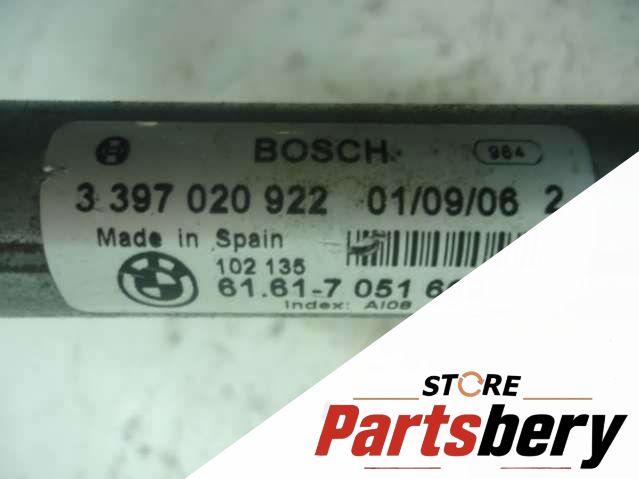 BOSCH 984
3 397 020 922 01/09/06 2
Made in Spain
102 135
61.61-7 051
Index: AI08
STORE
Partsbery